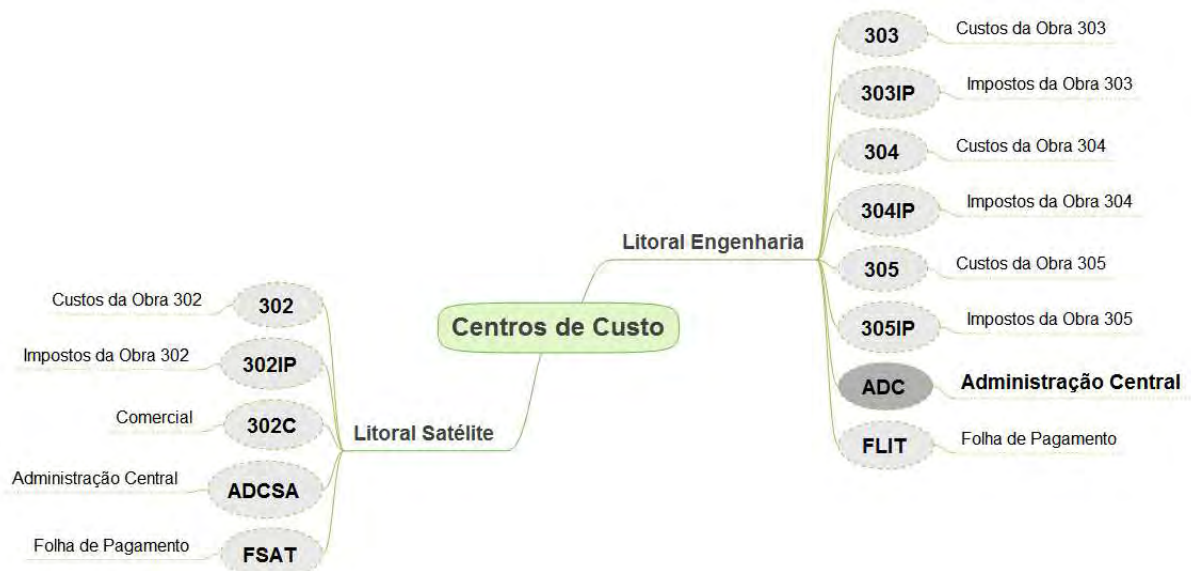 Centros de Custo
Litoral Engenharia
303
Custos da Obra 303
303IP
Impostos da Obra 303
304
Custos da Obra 304
304IP
Impostos da Obra 304
305
Custos da Obra 305
305IP
Impostos da Obra 305
ADC
Administração Central
FLIT
Folha de Pagamento
Litoral Satélite
Custos da Obra 302
302
Impostos da Obra 302
302IP
Comercial
302C
Administração Central
ADCSA
Folha de Pagamento
FSAT